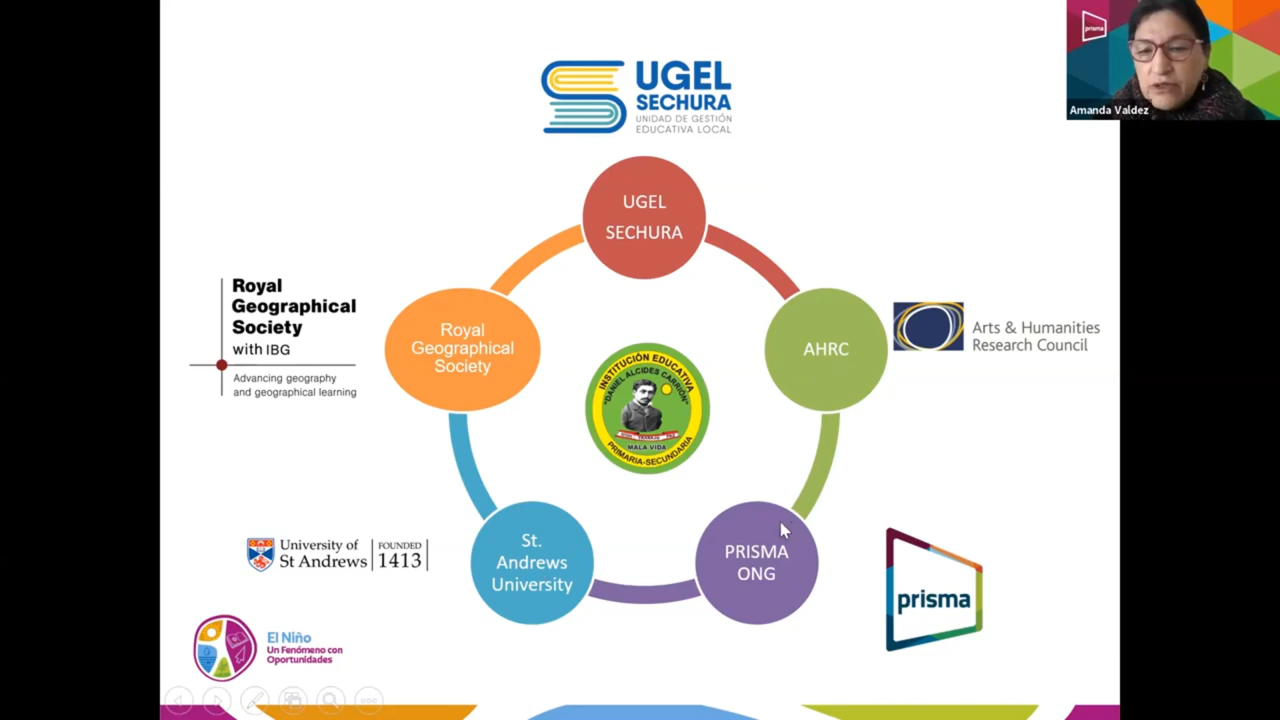 prisma
Amanda Valdez
UGEL
SECHURA
UNIDAD DE GESTIÓN
EDUCATIVA LOCAL
UGEL
SECHURA
Royal
Geographical
Society
with IBG
Advancing geography
and geographical learning
Royal
Geographical
Society
AHRC
Arts & Humanities
Research Council
INSTITUCIÓN EDUCATIVA
"DANIEL ALCIDES CARRIÓN"
MALA VIDA
PRIMARIA-SECUNDARIA
University of
St Andrews
FOUNDED
1413
St.
Andrews
University
PRISMA
ONG
prisma
El Niño
Un Fenómeno con
Oportunidades